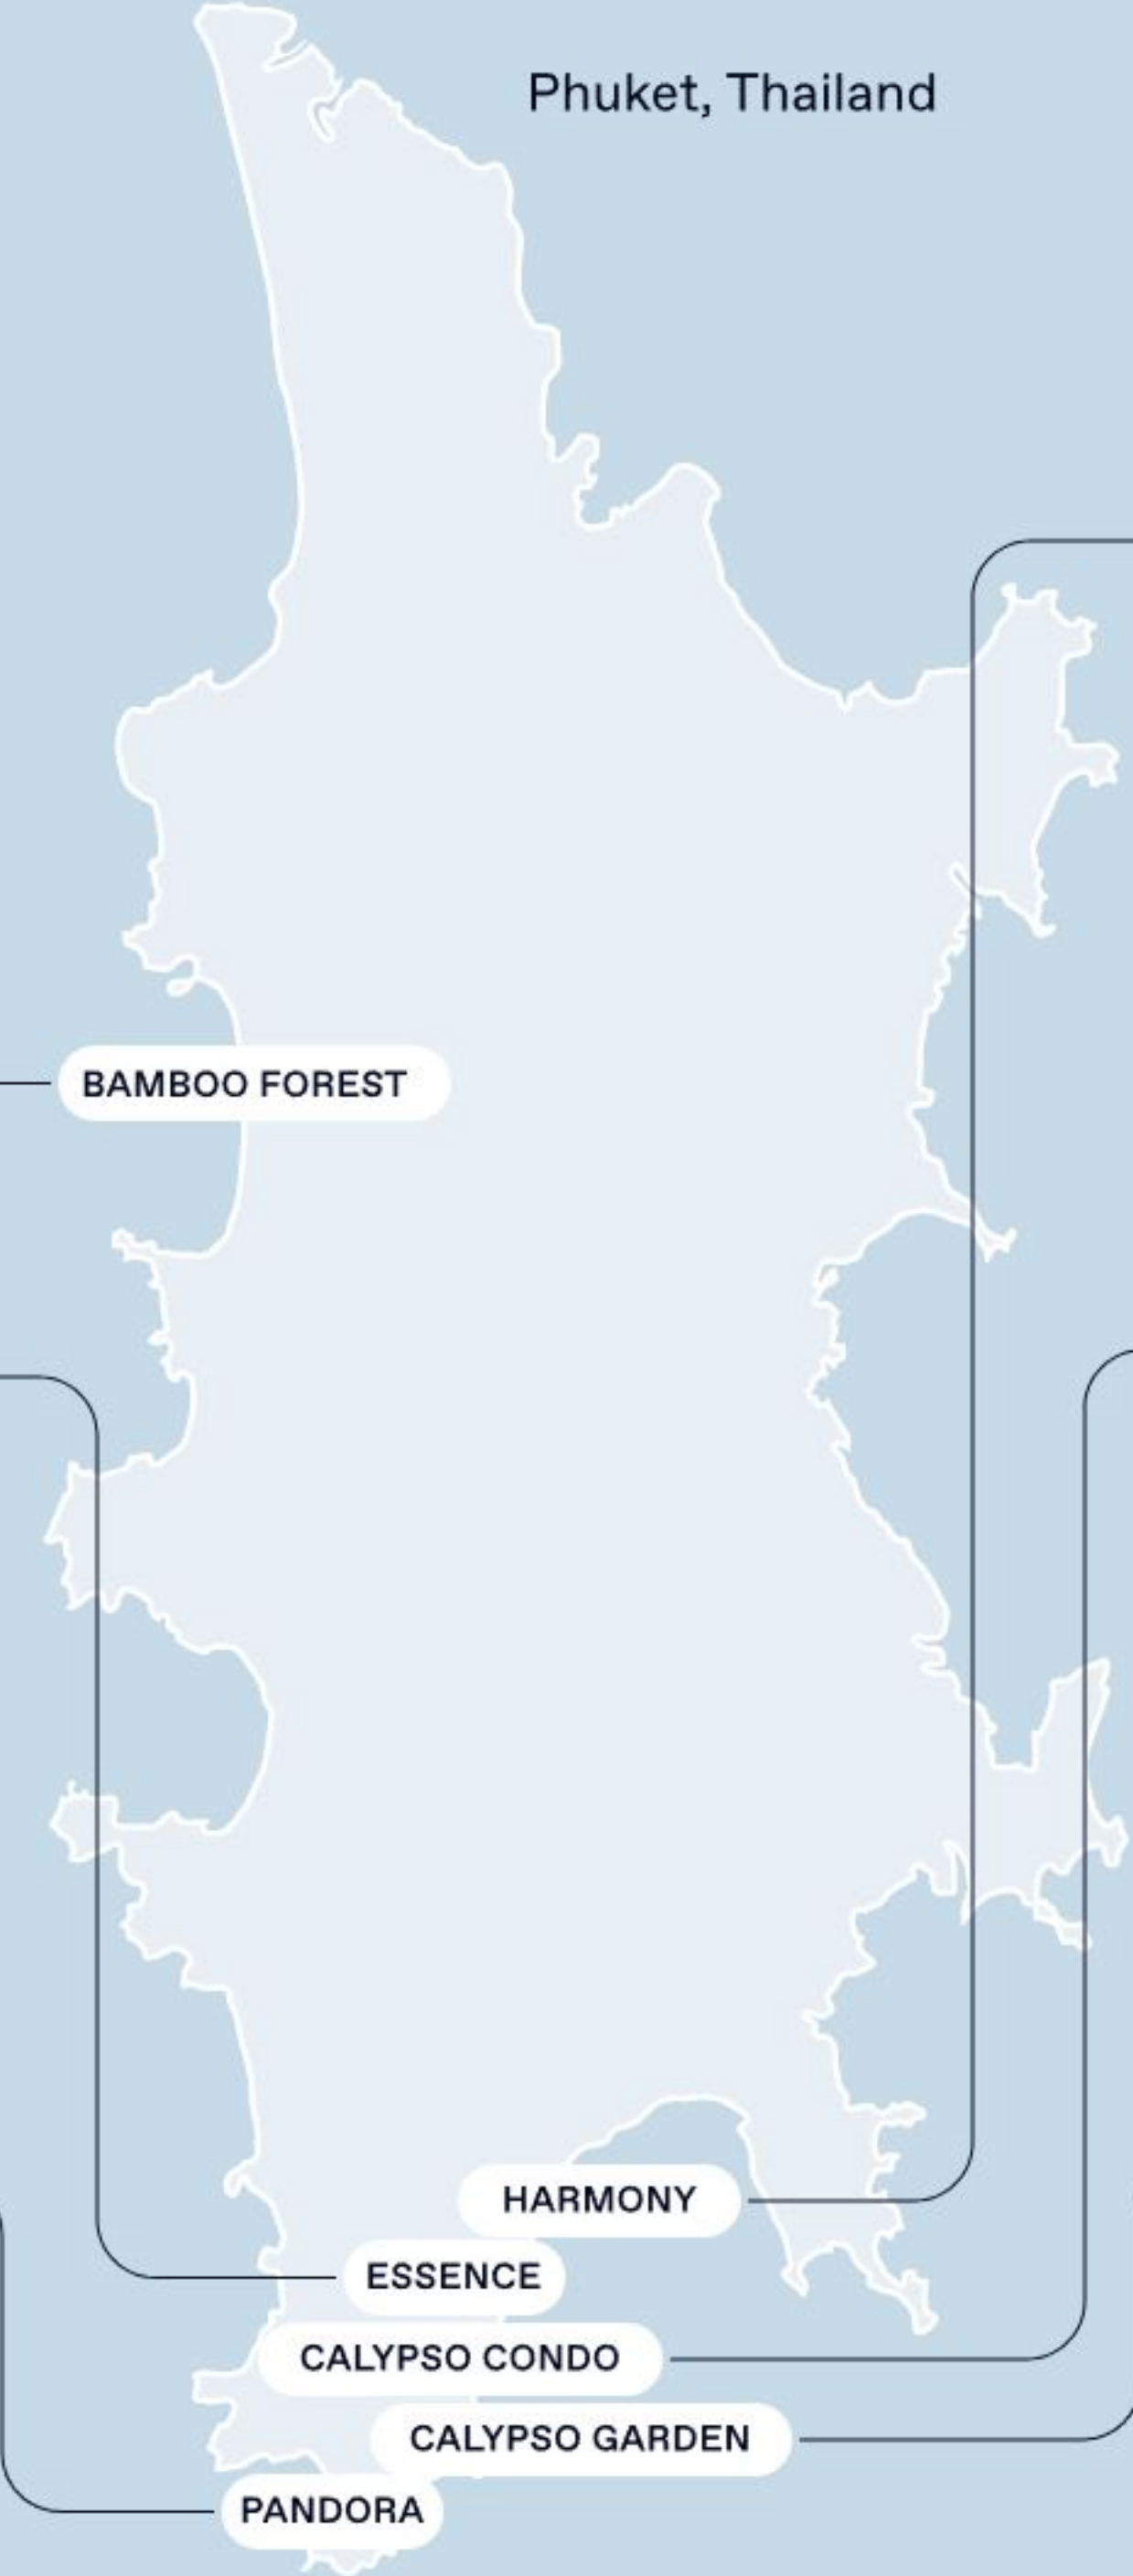 Phuket, Thailand
BAMBOO FOREST
HARMONY
ESSENCE
CALYPSO CONDO
CALYPSO GARDEN
PANDORA